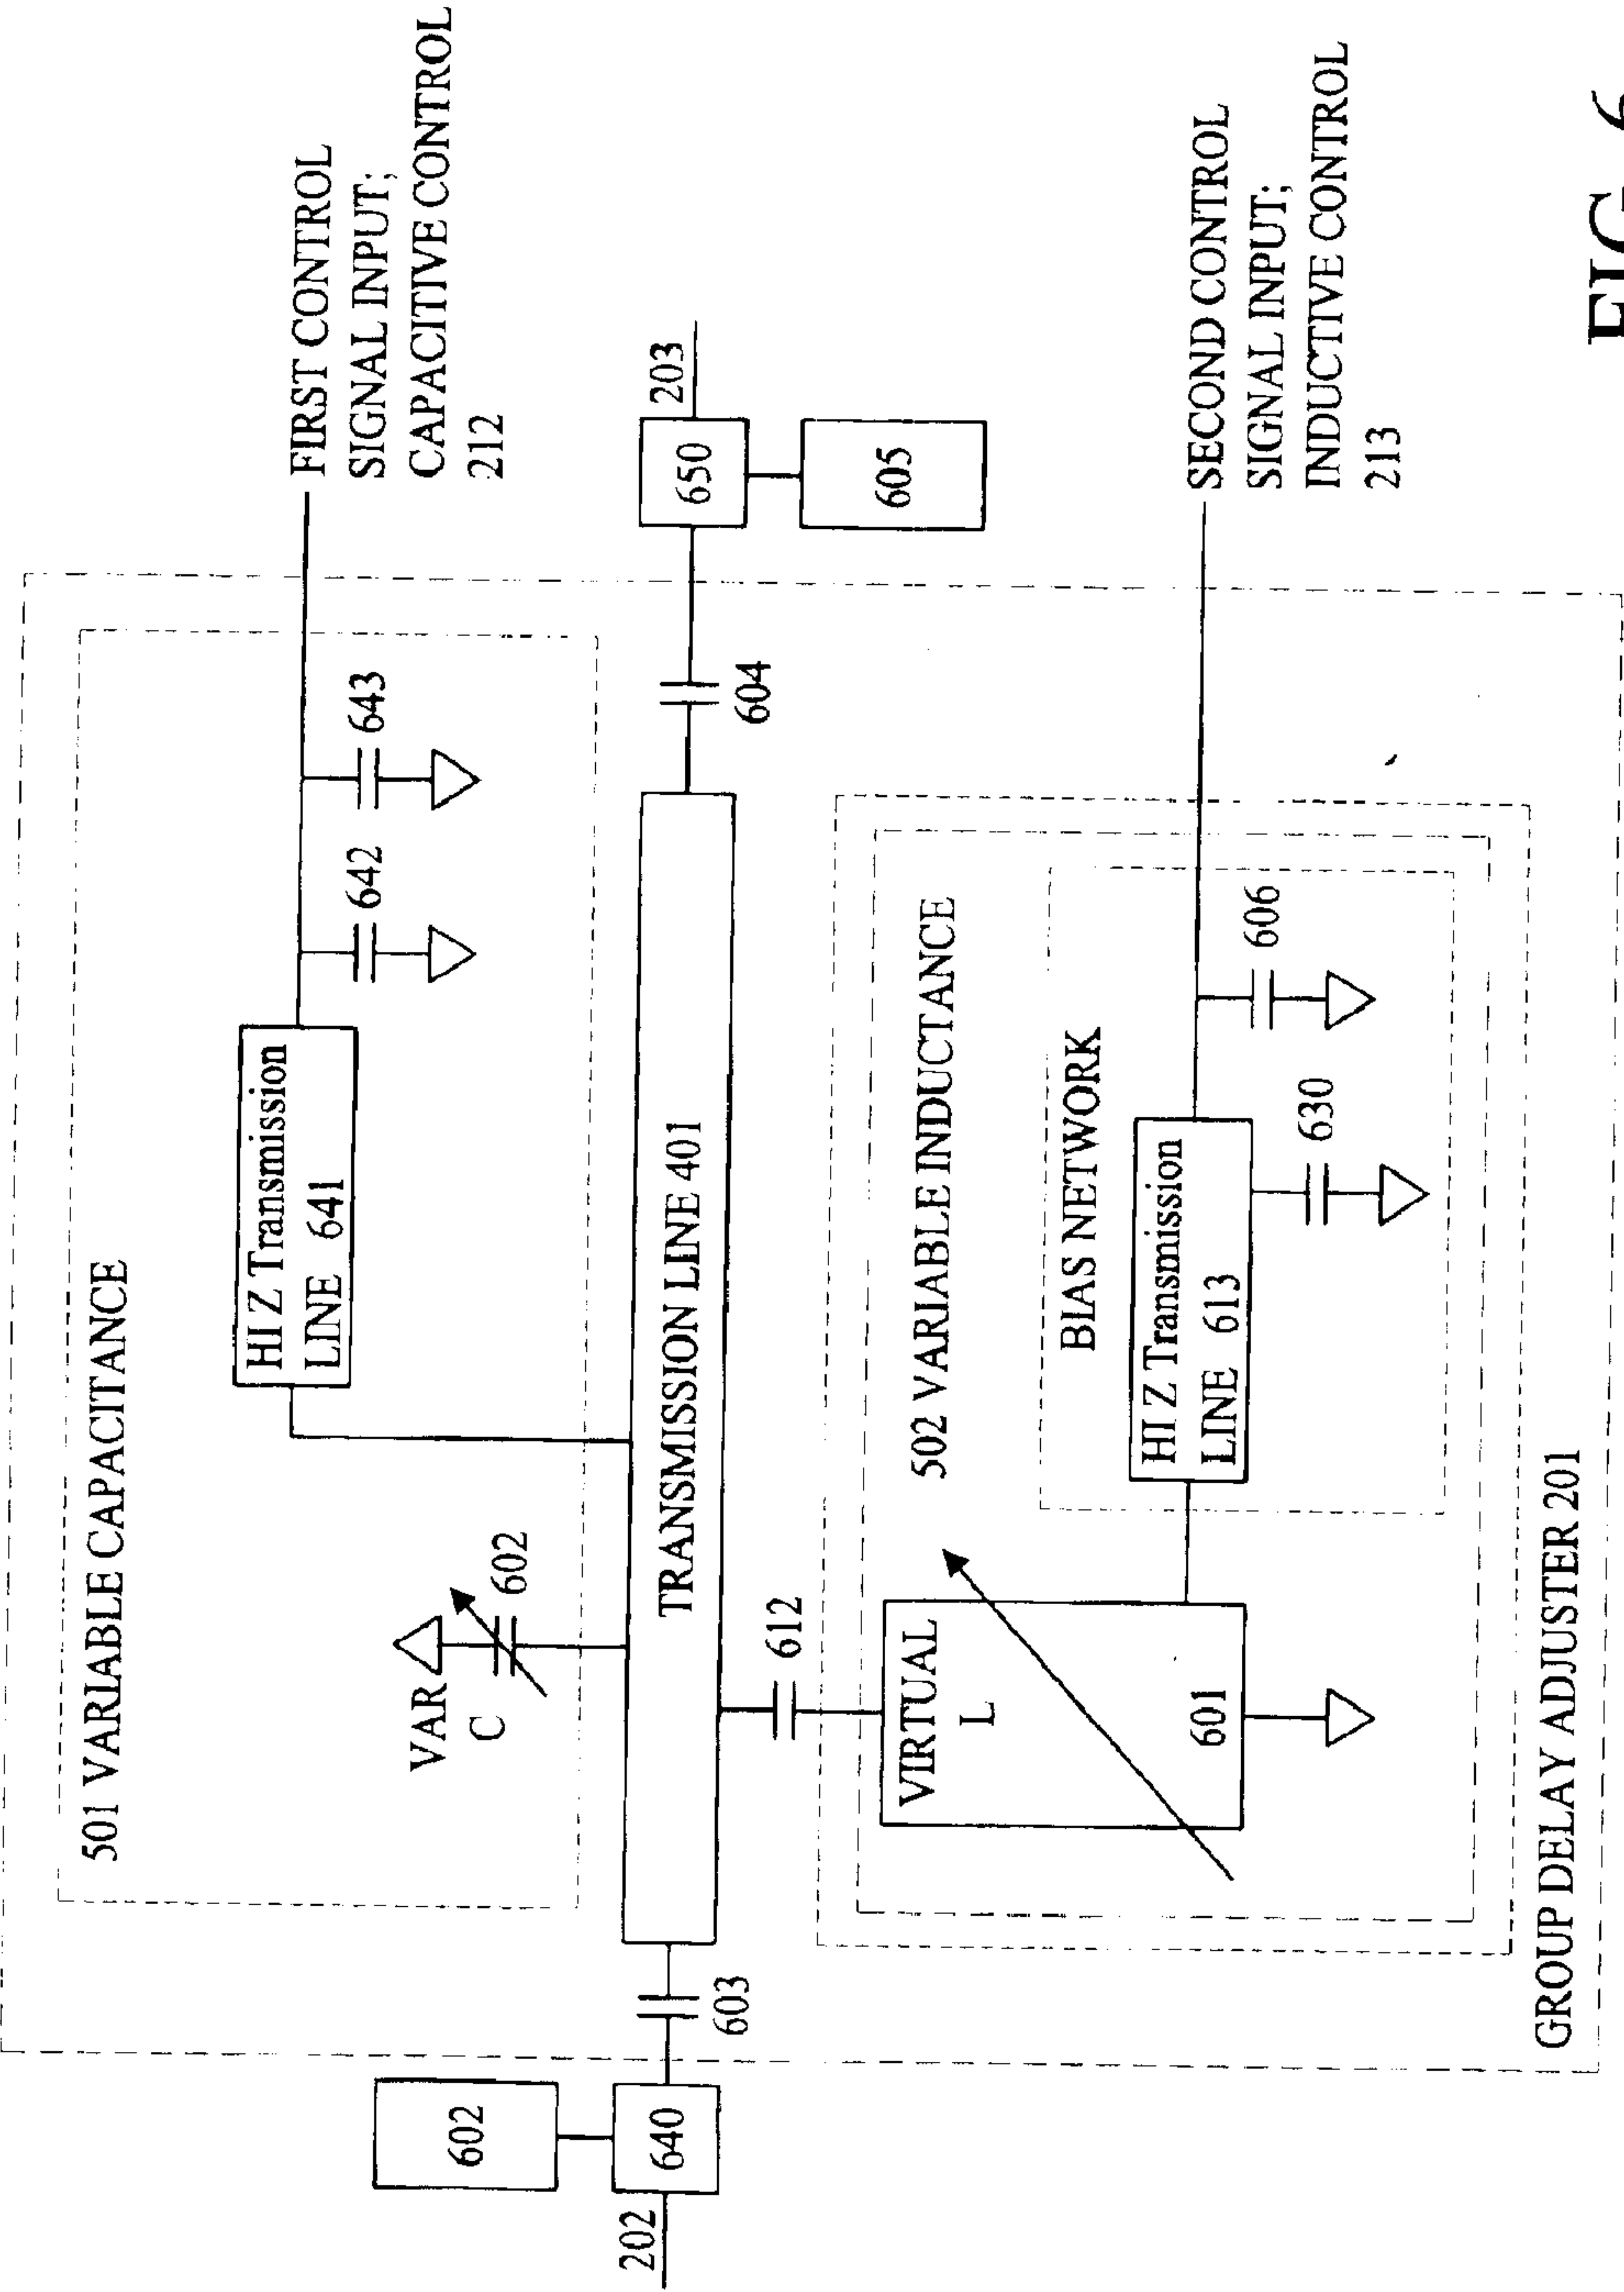 501 VARIABLE CAPACITANCE
VAR
C
602
HI Z Transmission
LINE 641
642
643
FIRST CONTROL
SIGNAL INPUT;
CAPACITIVE CONTROL
212
602
202
640
603
TRANSMISSION LINE 401
604
650
203
605
612
502 VARIABLE INDUCTANCE
VIRTUAL
L
601
BIAS NETWORK
HI Z Transmission
LINE 613
630
606
SECOND CONTROL
SIGNAL INPUT;
INDUCTIVE CONTROL
213
GROUP DELAY ADJUSTER 201
FIG. 6